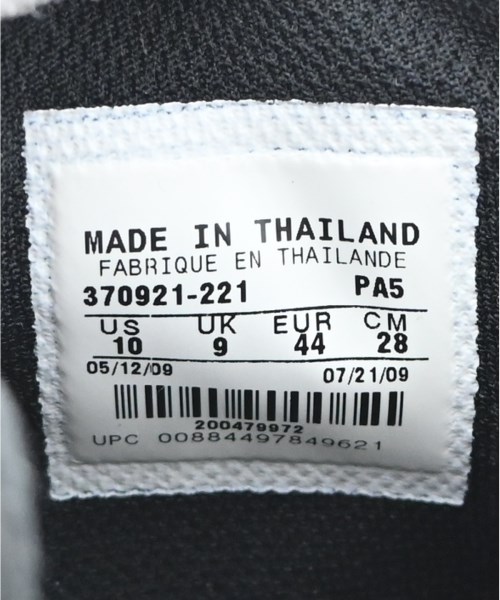 MADE IN THAILAND
FABRIQUE EN THAILANDE
370921-221 PA5
US UK EUR CM
10 9 44 28
05/12/09 07/21/09
200479972
UPC 00884497849621